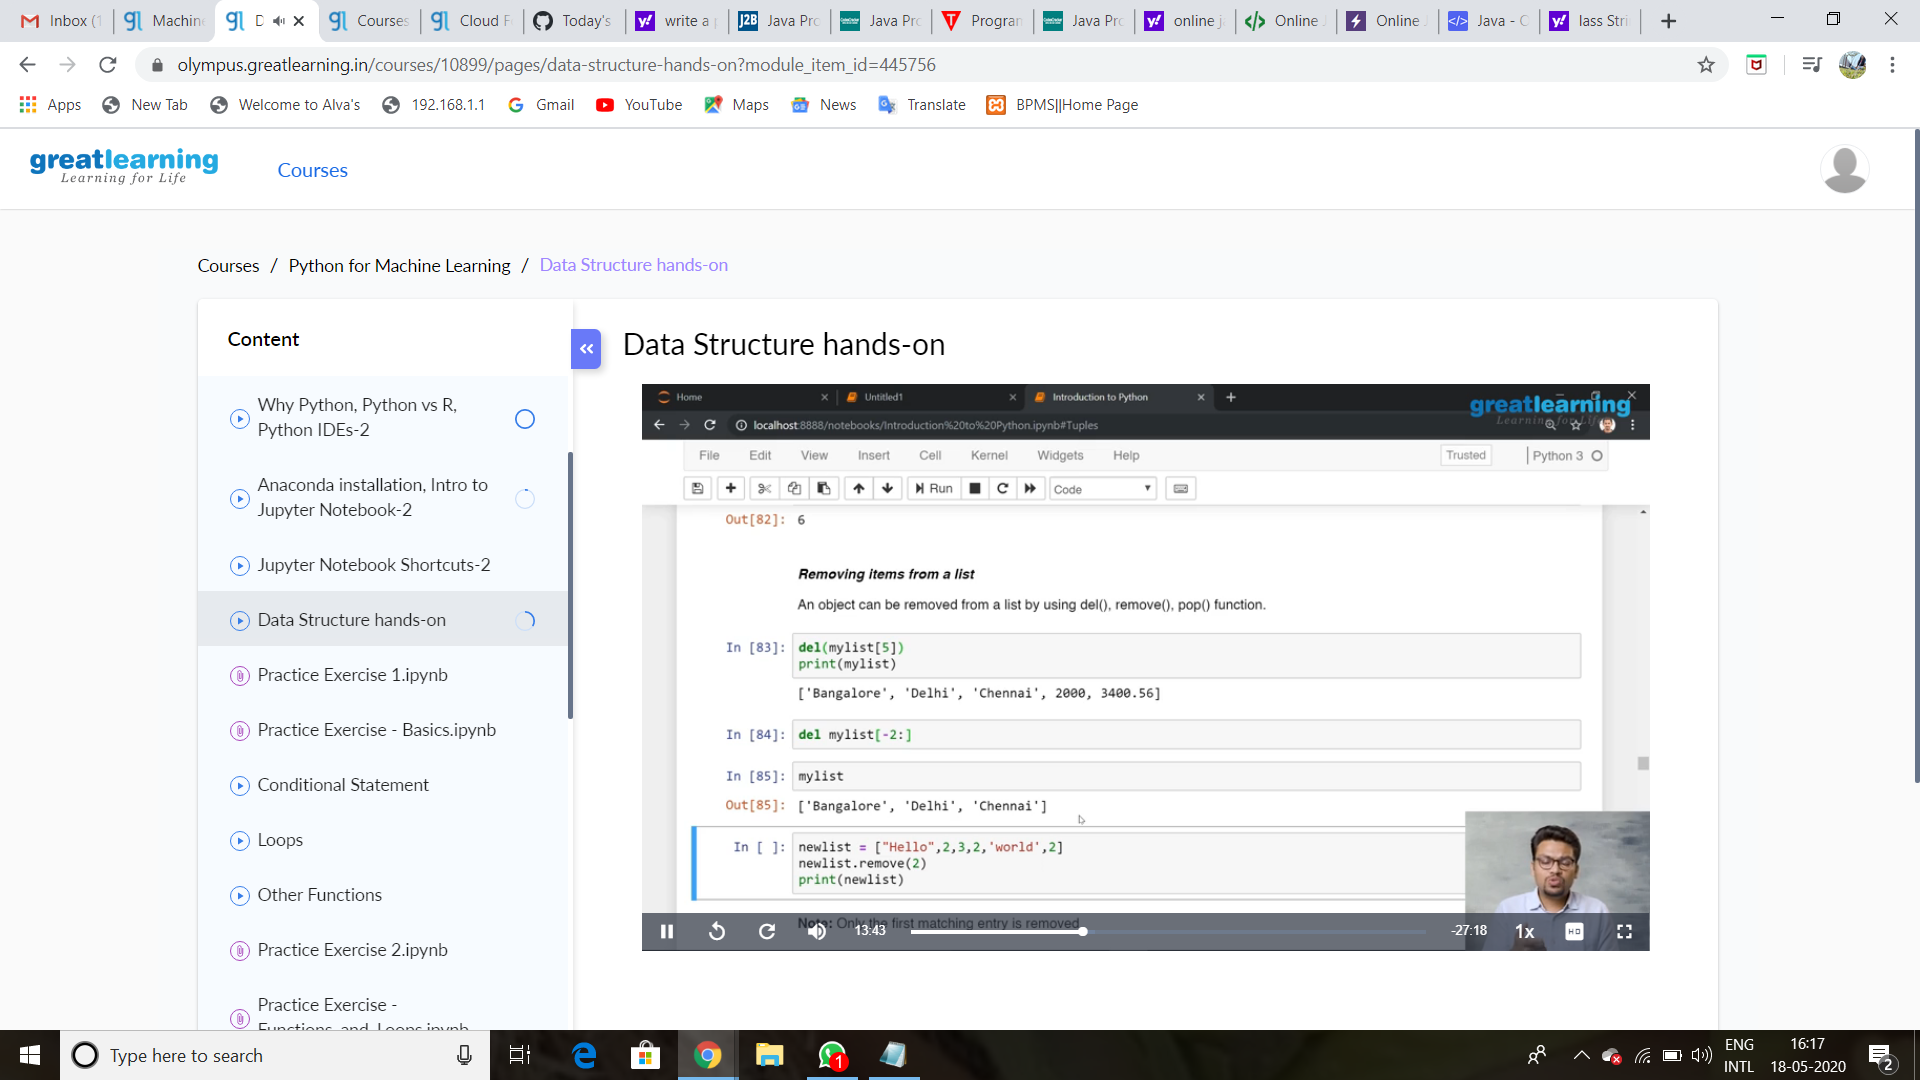 Inbox (1
Machin
D
Courses
Cloud F
Today's
write a p
Java Pro
Java Pro
Program
Java Pro
online j
Online J
Online J
Java - O
lass Stri
olympus.greatlearning.in/courses/10899/pages/data-structure-hands-on?module_item_id=445756
Apps
New Tab
Welcome to Alva's
192.168.1.1
Gmail
YouTube
Maps
News
Translate
BPMS||Home Page
greatlearning
Learning for Life
Courses
Courses / Python for Machine Learning / Data Structure hands-on
Content
Why Python, Python vs R,
Python IDEs-2
Anaconda installation, Intro to
Jupyter Notebook-2
Jupyter Notebook Shortcuts-2
Data Structure hands-on
Practice Exercise 1.ipynb
Practice Exercise - Basics.ipynb
Conditional Statement
Loops
Other Functions
Practice Exercise 2.ipynb
Practice Exercise -
Functions and Loops.ipynb
Data Structure hands-on
Home
Untitled1
Introduction to Python
greatlearning
Learning for Life
localhost:8888/notebooks/Introduction%20to%20Python.ipynb#Tuples
File Edit View Insert Cell Kernel Widgets Help
Trusted
Python 3
Run
Code
Out[82]: 6
Removing items from a list
An object can be removed from a list by using del(), remove(), pop() function.
In [83]: del(mylist[5])
print(mylist)
['Bangalore', 'Delhi', 'Chennai', 2000, 3400.56]
In [84]: del mylist[-2:]
In [85]: mylist
Out[85]: ['Bangalore', 'Delhi', 'Chennai']
In [ ]: newlist = ["Hello",2,3,2,'world',2]
newlist.remove(2)
print(newlist)
Note: Only the first matching entry is removed
13:43
-27:18
1x
HD
Type here to search
1
ENG
INTL
16:17
18-05-2020
2